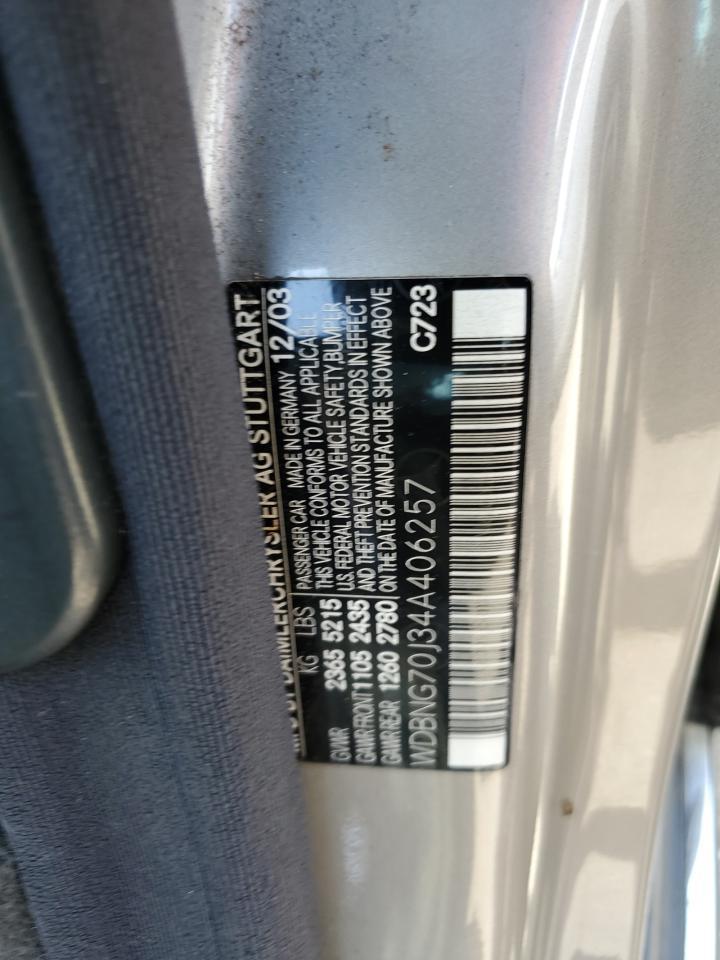 DAIMLERCHRYSLER AG STUTTGART
KG LBS PASSENGER CAR MADE IN GERMANY 12/03
GVWR 2365 5215 THIS VEHICLE CONFORMS TO ALL APPLICABLE
U.S. FEDERAL MOTOR VEHICLE SAFETY BUMPER
GAWR FRONT 1105 2435 AND THEFT PREVENTION STANDARDS IN EFFECT
GAWR REAR 1260 2780 ON THE DATE OF MANUFACTURE SHOWN ABOVE
WDBNG70J34A406257 C723